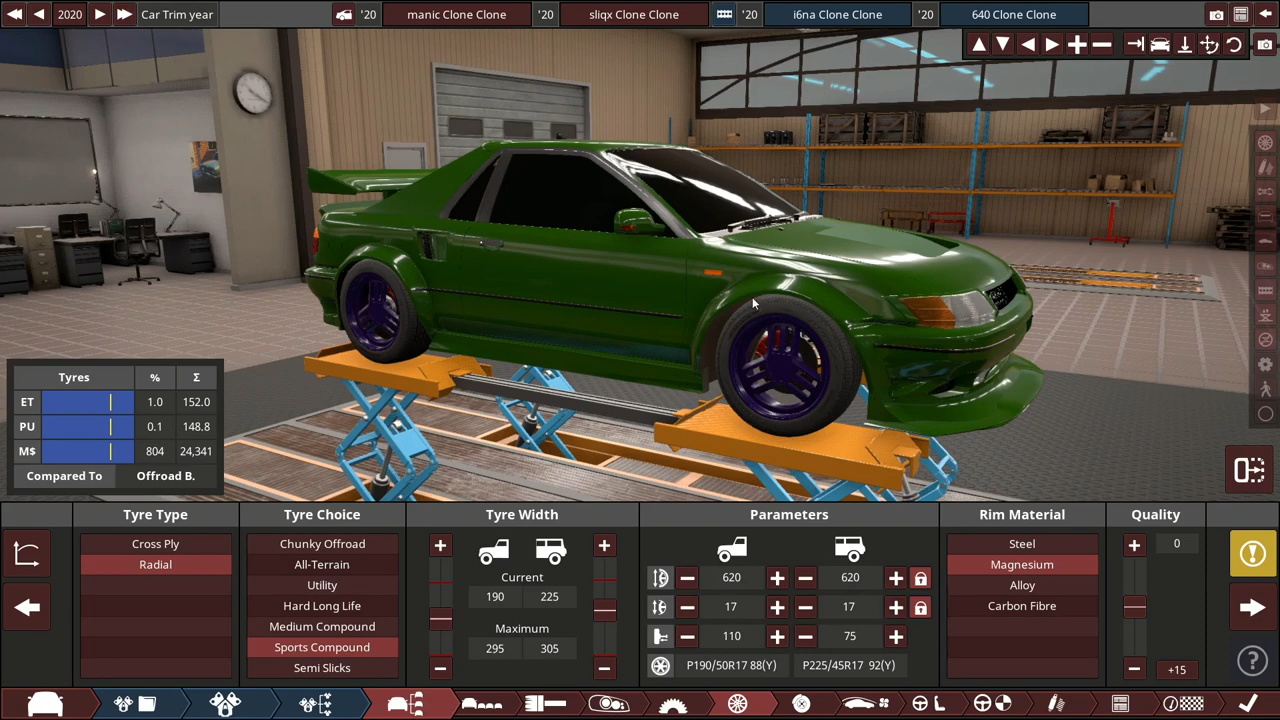 2020 Car Trim year '20 manic Clone Clone '20 sliqx Clone Clone '20 i6na Clone Clone '20 640 Clone Clone
Tyres % Σ
ET 1.0 152.0
PU 0.1 148.8
M$ 804 24,341
Compared To Offroad B.
Tyre Type
Cross Ply
Radial
Tyre Choice
Chunky Offroad
All-Terrain
Utility
Hard Long Life
Medium Compound
Sports Compound
Semi Slicks
Tyre Width
+ +
Current
190 225
Maximum
295 305
− −
Parameters
− 620 + − 620 +
− 17 + − 17 +
− 110 + − 75 +
P190/50R17 88(Y) P225/45R17 92(Y)
Rim Material
Steel
Magnesium
Alloy
Carbon Fibre
Quality
+ 0
− +15
?